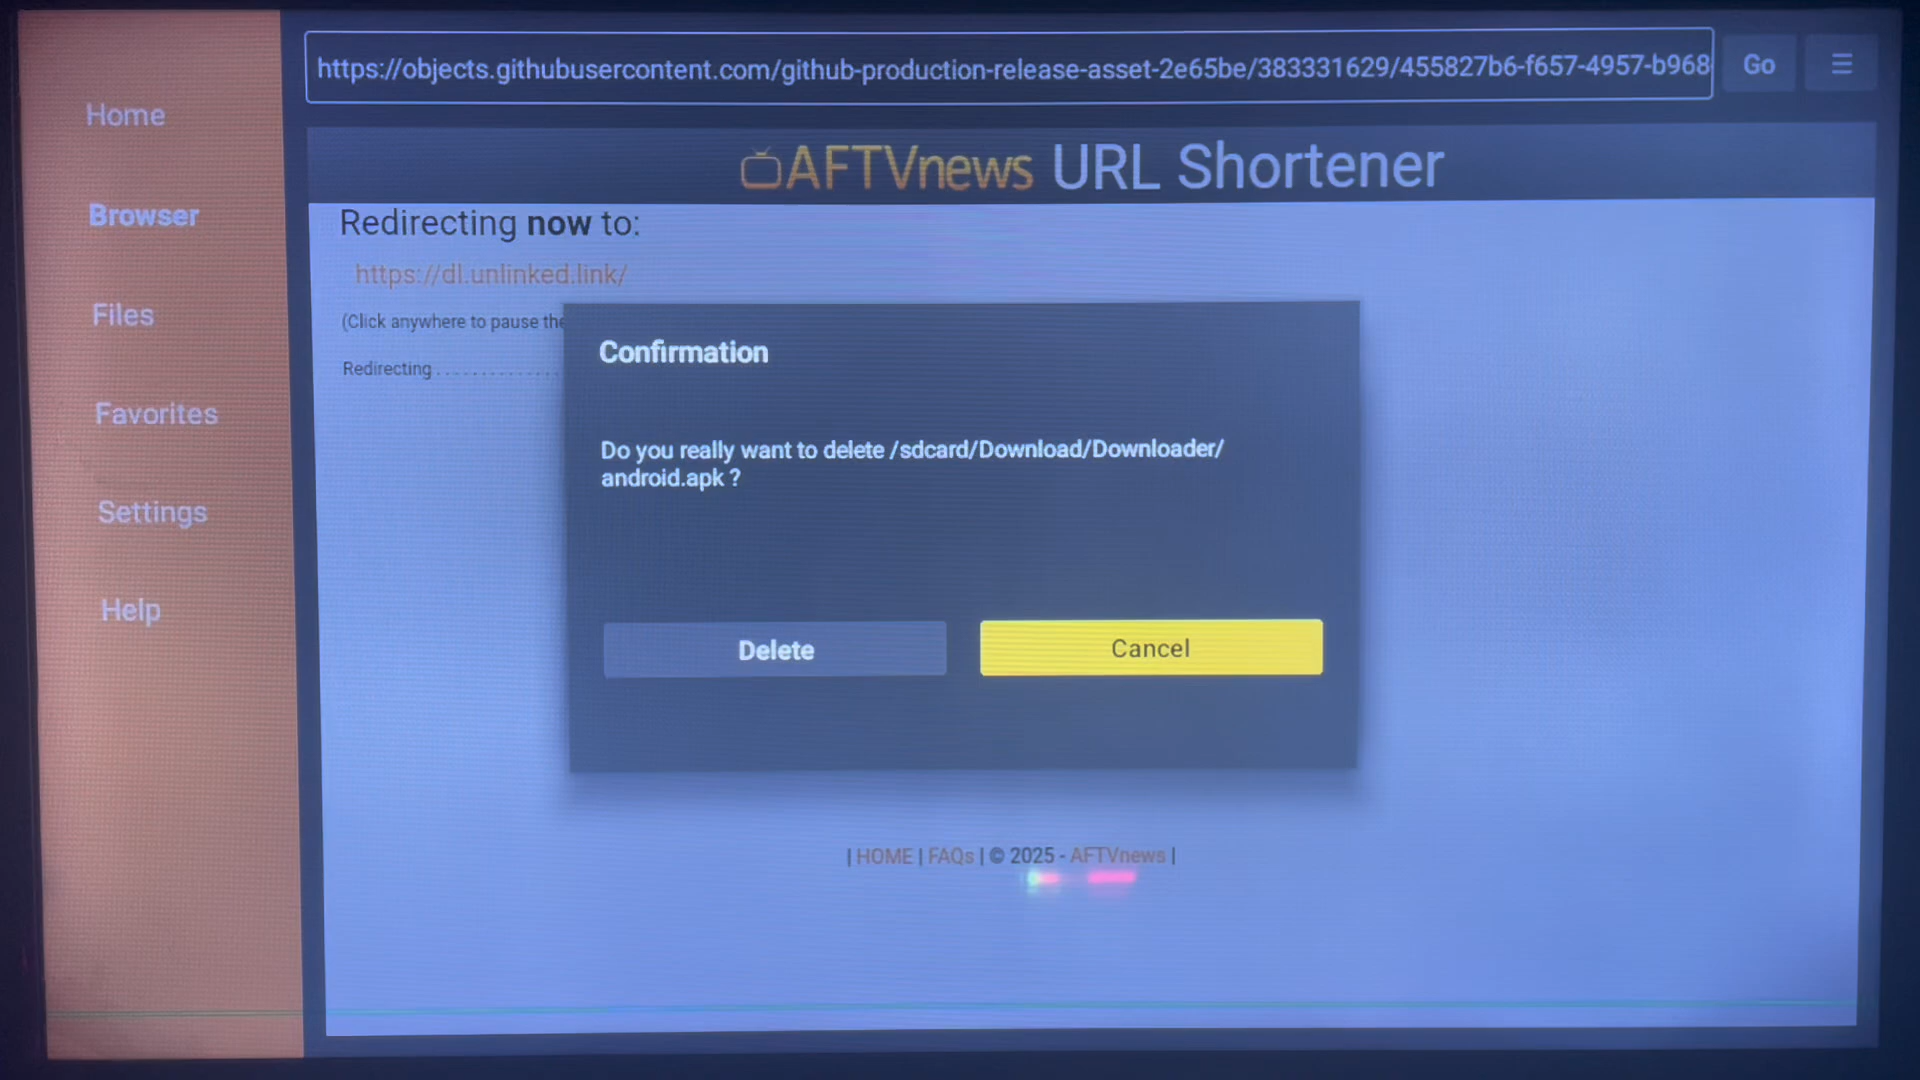 https://objects.githubusercontent.com/github-production-release-asset-2e65be/383331629/455827b6-f657-4957-b968
Go
Home
Browser
Files
Favorites
Settings
Help
AFTVnews URL Shortener
Redirecting now to:
https://dl.unlinked.link/
(Click anywhere to pause the
Redirecting . . . . . . . . . . . . . .
Confirmation
Do you really want to delete /sdcard/Download/Downloader/
android.apk ?
Delete
Cancel
| HOME | FAQs | © 2025 - AFTVnews |